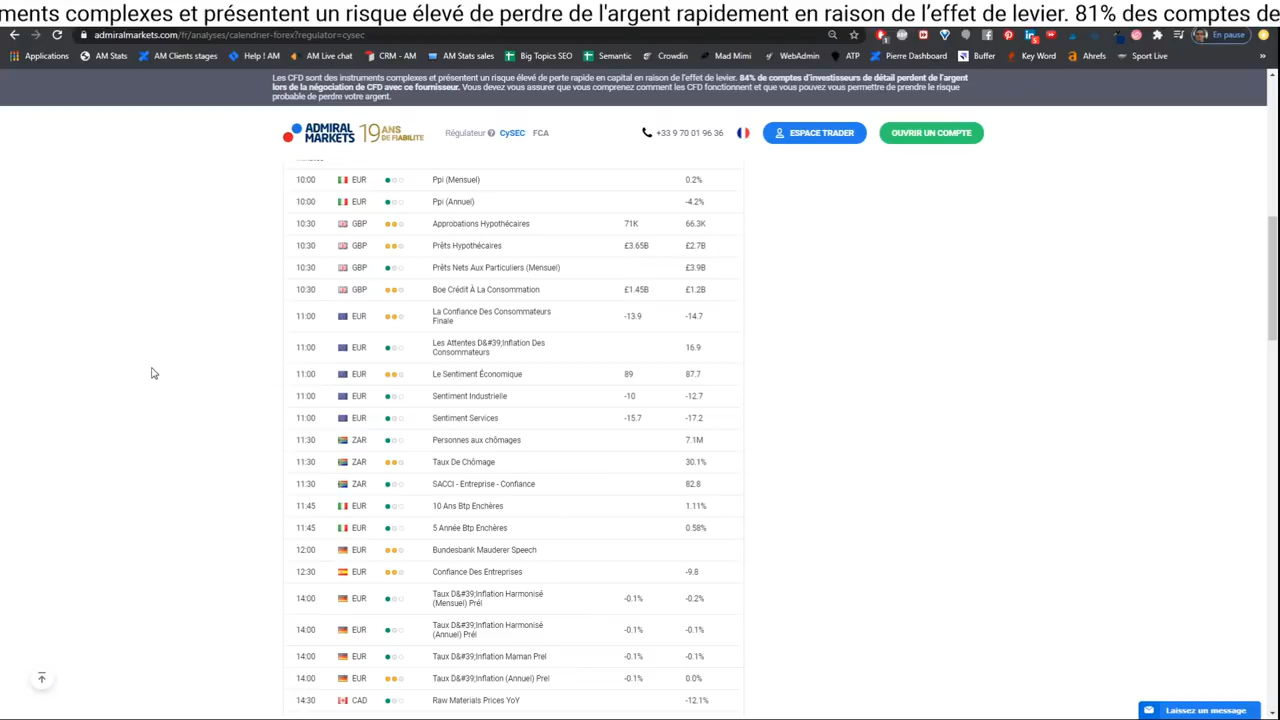 ments complexes et présentent un risque élevé de perdre de l'argent rapidement en raison de l'effet de levier. 81% des comptes de
admiralmarkets.com/fr/analyses/calendner-forex?regulator=cysec
En pause
Applications AM Stats AM Clients stages Help! AM AM Live chat CRM - AM AM Stats sales Big Topics SEO Semantic Crowdin Mad Mimi WebAdmin ATP Pierre Dashboard Buffer Key Word Ahrefs Sport Live »
Les CFD sont des instruments complexes et présentent un risque élevé de perte rapide en capital en raison de l'effet de levier. 84% de comptes d'investisseurs de détail perdent de l'argent
lors de la négociation de CFD avec ce fournisseur. Vous devez vous assurer que vous comprenez comment les CFD fonctionnent et que vous pouvez vous permettre de prendre le risque
probable de perdre votre argent.
ADMIRAL MARKETS 19 ANS DE FIABILITE
Régulateur ? CySEC FCA
+33 9 70 01 96 36
ESPACE TRADER
OUVRIR UN COMPTE
10:00 EUR Ppi (Mensuel) 0.2%
10:00 EUR Ppi (Annuel) -4.2%
10:30 GBP Approbations Hypothécaires 71K 66.3K
10:30 GBP Prêts Hypothécaires £3.65B £2.7B
10:30 GBP Prêts Nets Aux Particuliers (Mensuel) £3.9B
10:30 GBP Boe Crédit À La Consommation £1.45B £1.2B
11:00 EUR La Confiance Des Consommateurs Finale -13.9 -14.7
11:00 EUR Les Attentes D&#39;Inflation Des Consommateurs 16.9
11:00 EUR Le Sentiment Économique 89 87.7
11:00 EUR Sentiment Industrielle -10 -12.7
11:00 EUR Sentiment Services -15.7 -17.2
11:30 ZAR Personnes aux chômages 7.1M
11:30 ZAR Taux De Chômage 30.1%
11:30 ZAR SACCI - Entreprise - Confiance 82.8
11:45 EUR 10 Ans Btp Enchères 1.11%
11:45 EUR 5 Année Btp Enchères 0.58%
12:00 EUR Bundesbank Mauderer Speech
12:30 EUR Confiance Des Entreprises -9.8
14:00 EUR Taux D&#39;Inflation Harmonisé (Mensuel) Prél -0.1% -0.2%
14:00 EUR Taux D&#39;Inflation Harmonisé (Annuel) Prél -0.1% -0.1%
14:00 EUR Taux D&#39;Inflation Maman Prel -0.1% -0.1%
14:00 EUR Taux D&#39;Inflation (Annuel) Prel -0.1% 0.0%
14:30 CAD Raw Materials Prices YoY -12.1%
Laissez un message